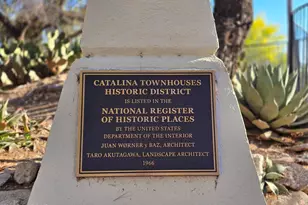 CATALINA TOWNHOUSES
HISTORIC DISTRICT
IS LISTED IN THE
NATIONAL REGISTER
OF HISTORIC PLACES
BY THE UNITED STATES
DEPARTMENT OF THE INTERIOR
JUAN WØRNER y BAZ, ARCHITECT
TARO AKUTAGAWA, LANDSCAPE ARCHITECT
1966